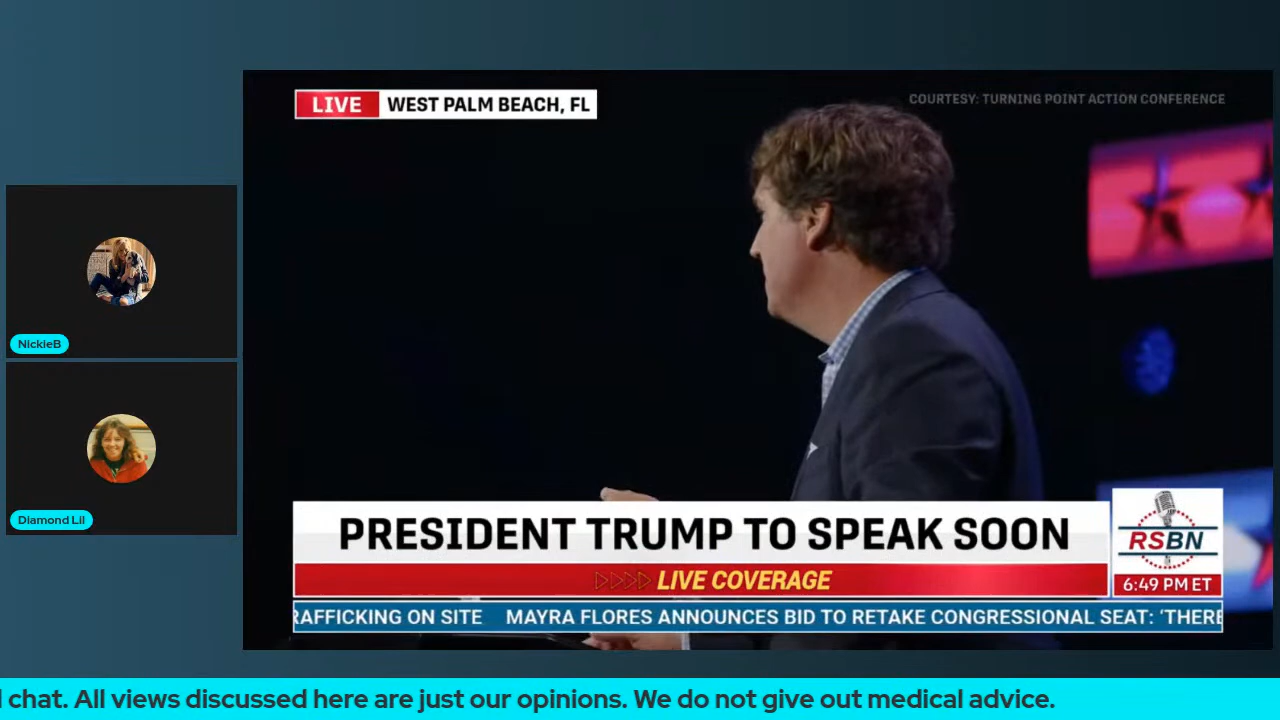 LIVE WEST PALM BEACH, FL
COURTESY: TURNING POINT ACTION CONFERENCE
NickieB
Diamond Lil
PRESIDENT TRUMP TO SPEAK SOON
LIVE COVERAGE
RSBN
6:49 PM ET
RAFFICKING ON SITE MAYRA FLORES ANNOUNCES BID TO RETAKE CONGRESSIONAL SEAT: ‘THERE
chat. All views discussed here are just our opinions. We do not give out medical advice.